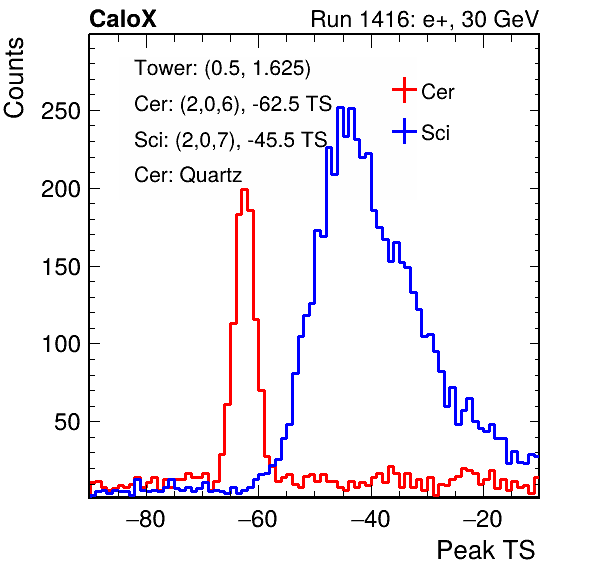 CaloX Run 1416: e+, 30 GeV
Counts
Tower: (0.5, 1.625)
Cer: (2,0,6), -62.5 TS
Sci: (2,0,7), -45.5 TS
Cer: Quartz
Cer
Sci
250
200
150
100
50
−80 −60 −40 −20
Peak TS